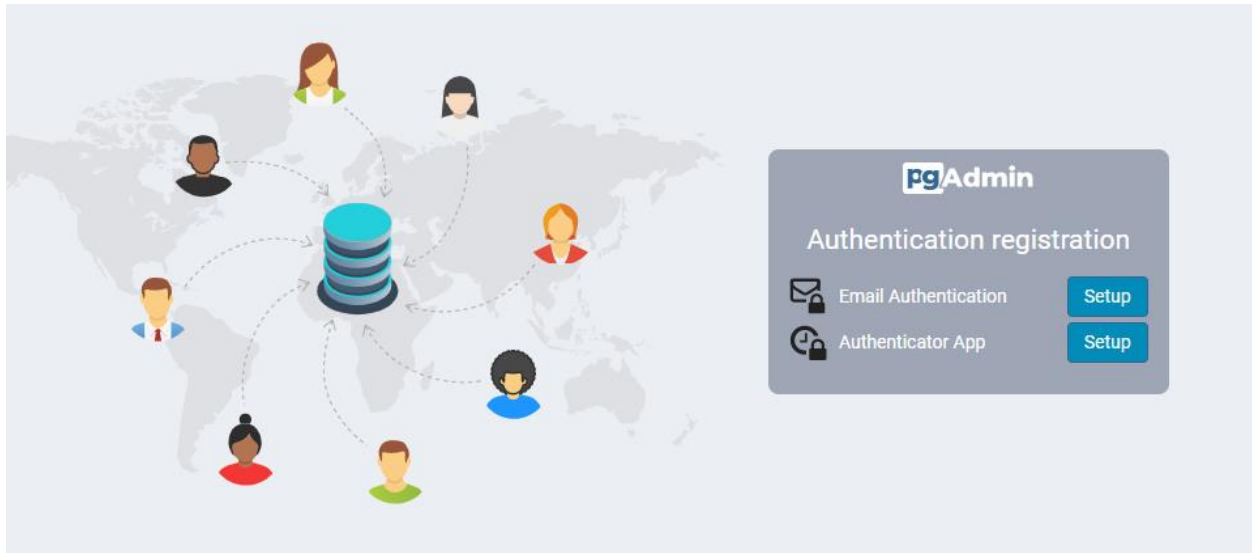 pgAdmin
Authentication registration
Email Authentication Setup
Authenticator App Setup